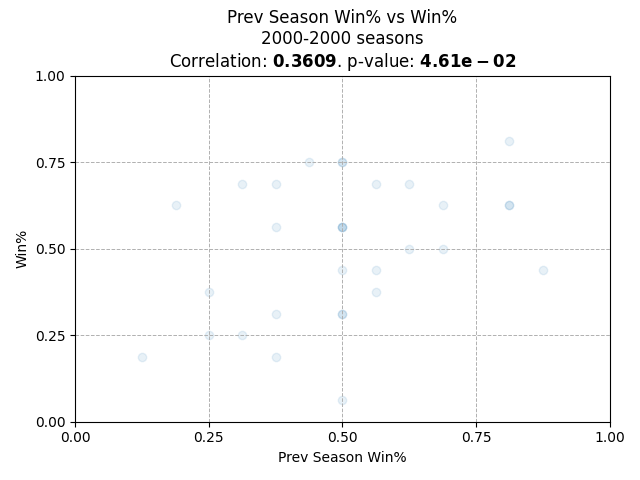 Prev Season Win% vs Win%
2000-2000 seasons
Correlation: 0.3609. p-value: 4.61e − 02
1.00
0.75
0.50
0.25
0.00
Win%
0.00 0.25 0.50 0.75 1.00
Prev Season Win%